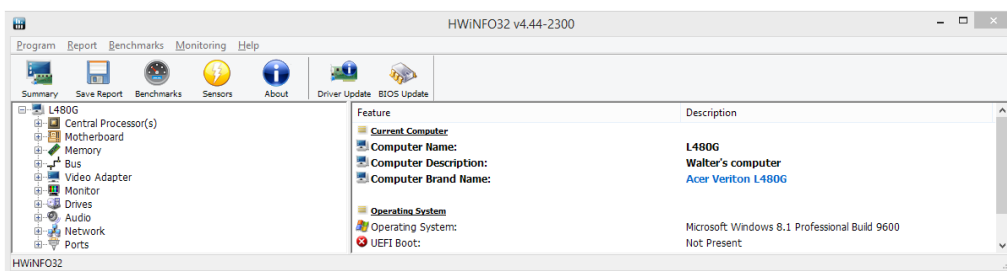 HWiNFO32 v4.44-2300
Program Report Benchmarks Monitoring Help
Summary Save Report Benchmarks Sensors About Driver Update BIOS Update
L480G
Central Processor(s)
Motherboard
Memory
Bus
Video Adapter
Monitor
Drives
Audio
Network
Ports
Feature Description
Current Computer
Computer Name: L480G
Computer Description: Walter's computer
Computer Brand Name: Acer Veriton L480G
Operating System
Operating System: Microsoft Windows 8.1 Professional Build 9600
UEFI Boot: Not Present
HWiNFO32